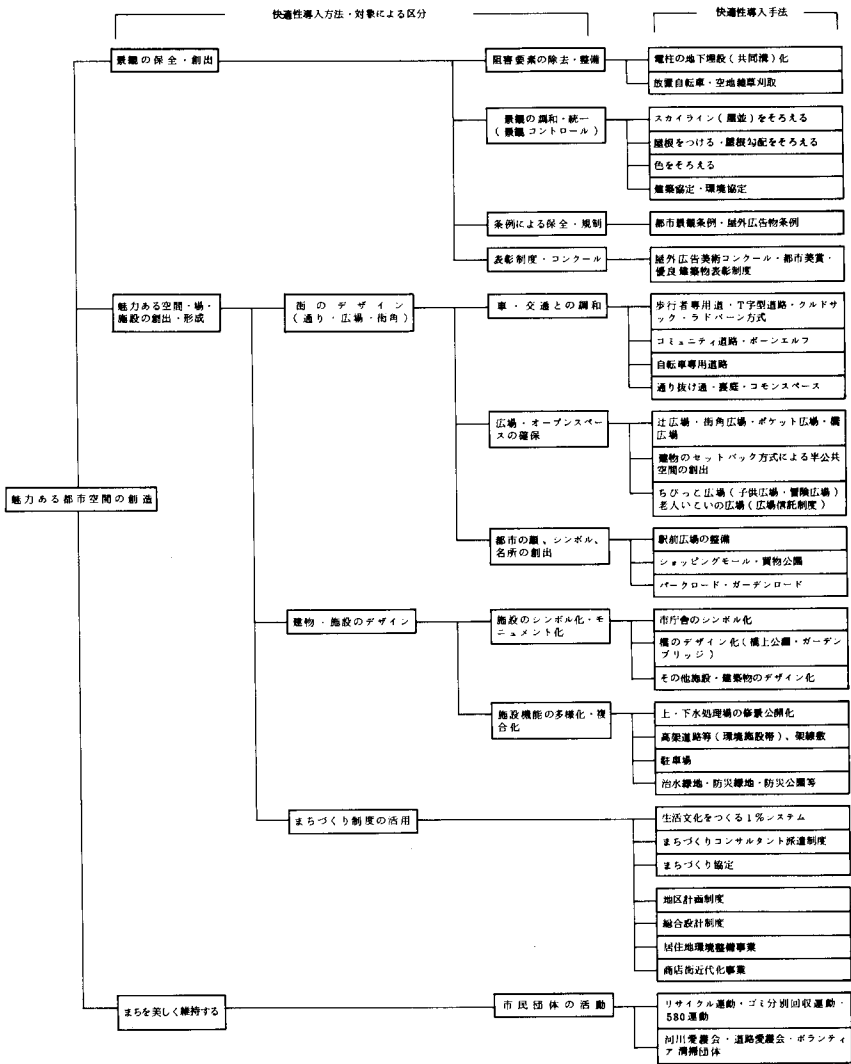 快適性導入方法・対象による区分
快適性導入手法
景観の保全・創出
阻害要素の除去・整備
電柱の地下埋設（共同溝）化
放置自転車・空地雑草刈取
景観の調和・統一
（景観コントロール）
スカイライン（屋並）をそろえる
屋根をつける・屋根勾配をそろえる
色をそろえる
建築協定・環境協定
条例による保全・規制
都市景観条例・屋外広告物条例
表彰制度・コンクール
屋外広告美術コンクール・都市美賞・
優良建築物表彰制度
魅力ある空間・場・
施設の創出・形成
街のデザイン
（通り・広場・街角）
車・交通との調和
歩行者専用道・T字型道路・クルドサ
ック・ラドバーン方式
コミュニティ道路・ボーンエルフ
自転車専用道路
通り抜け通・裏庭・コモンスペース
広場・オープンスペー
スの確保
辻広場・街角広場・ポケット広場・橋
広場
建物のセットバック方式による半公共
空間の創出
ちびっこ広場（子供広場・冒険広場）
老人いこいの広場（広場信託制度）
魅力ある都市空間の創造
都市の顔、シンボル、
名所の創出
駅前広場の整備
ショッピングモール・買物公園
パークロード・ガーデンロード
建物・施設のデザイン
施設のシンボル化・モ
ニュメント化
市庁舎のシンボル化
橋のデザイン化（橋上公園・ガーデン
ブリッジ）
その他施設・建築物のデザイン化
施設機能の多様化・複
合化
上・下水処理場の修景公開化
高架道路等（環境施設帯）、架線敷
駐車場
治水緑地・防災緑地・防災公園等
まちづくり制度の活用
生活文化をつくる1％システム
まちづくりコンサルタント派遣制度
まちづくり協定
地区計画制度
総合設計制度
居住地環境整備事業
商店街近代化事業
まちを美しく維持する
市民団体の活動
リサイクル運動・ゴミ分別回収運動・
580運動
河川愛護会・道路愛護会・ボランティ
ア清掃団体